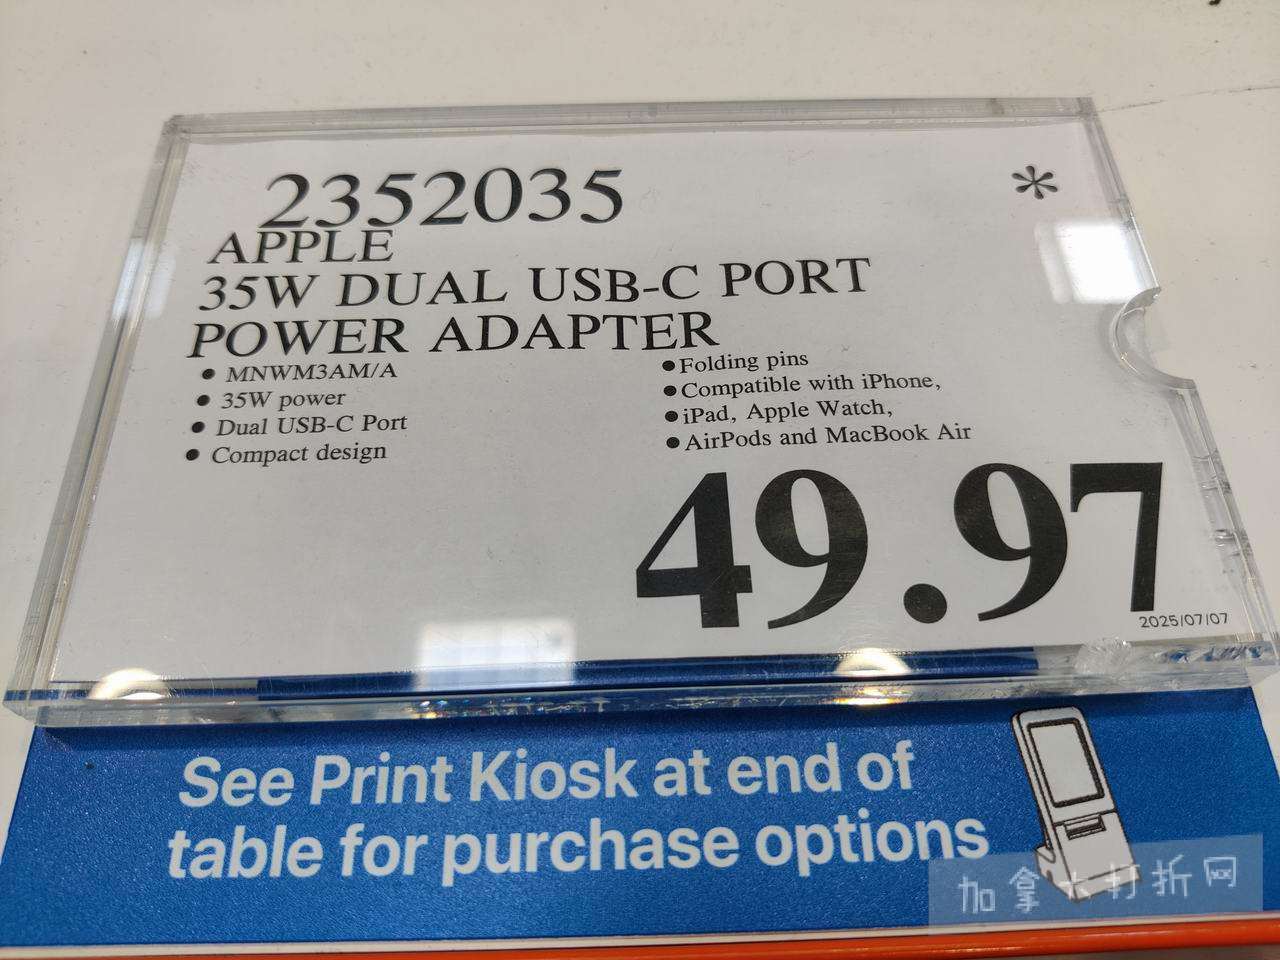 2352035
*
APPLE
35W DUAL USB-C PORT
POWER ADAPTER
• MNWM3AM/A
• 35W power
• Dual USB-C Port
• Compact design
•Folding pins
•Compatible with iPhone,
•iPad, Apple Watch,
•AirPods and MacBook Air
49.97
2025/07/07
See Print Kiosk at end of
table for purchase options
加拿大打折网